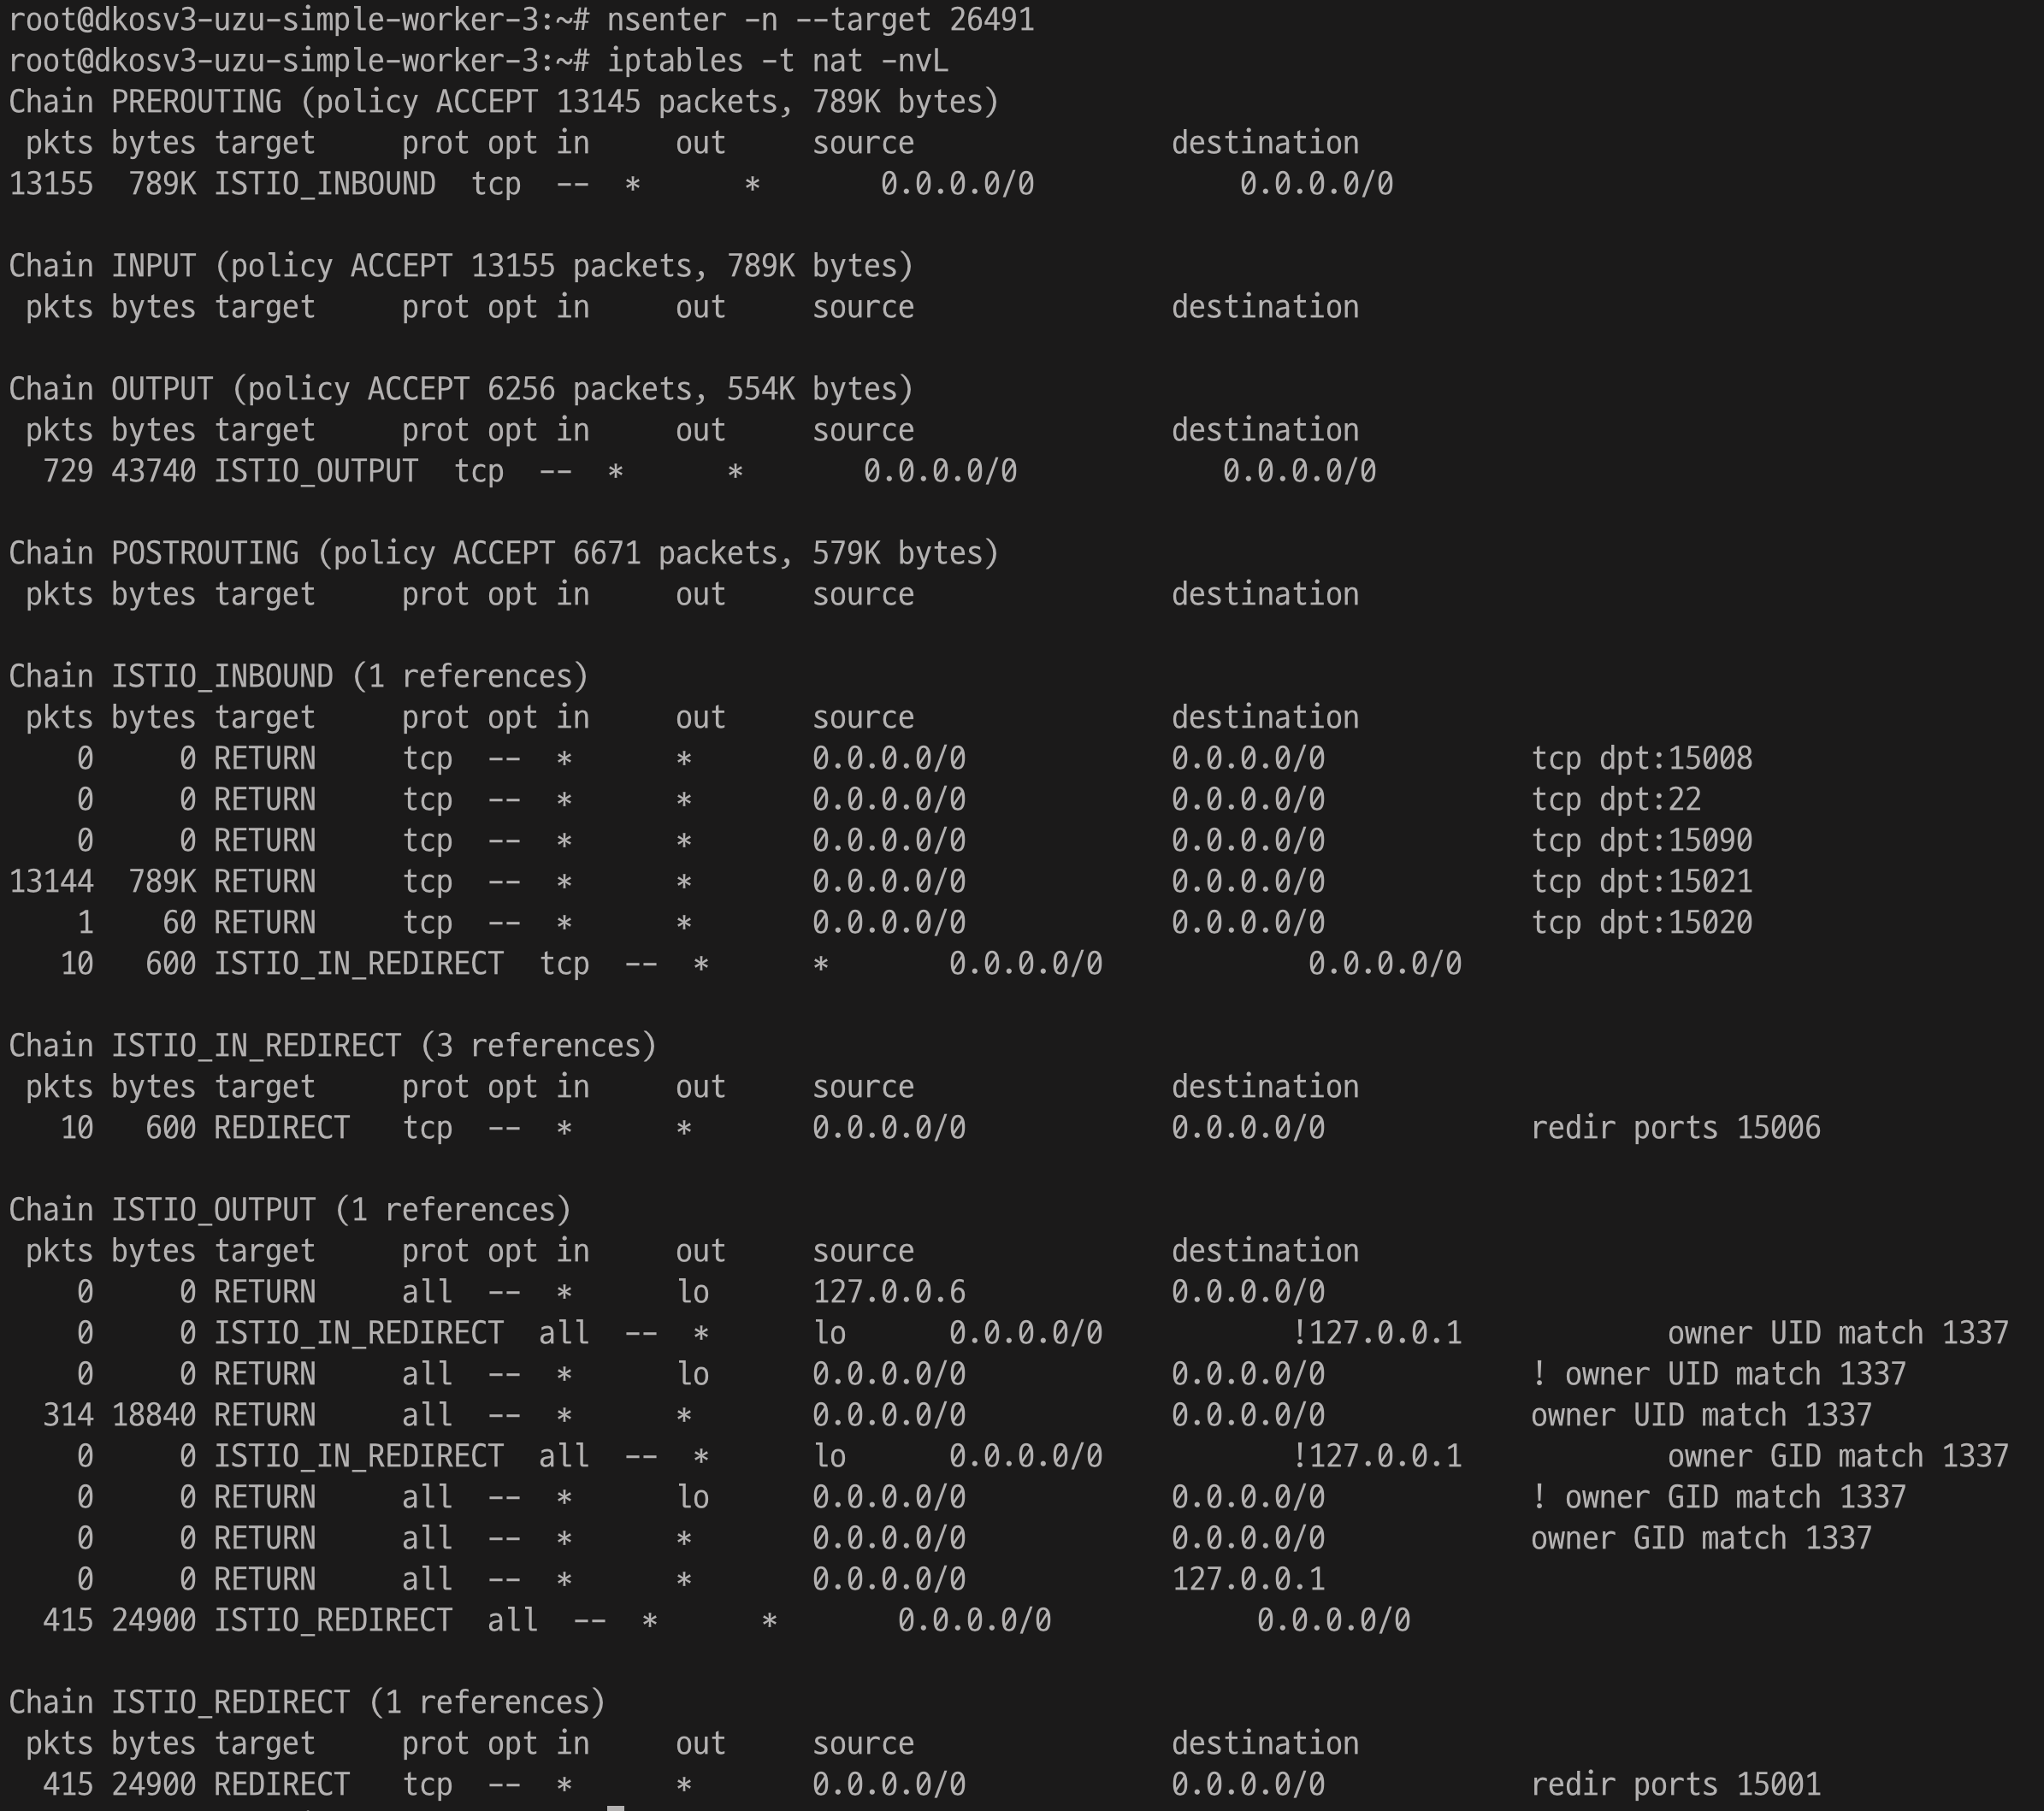 root@dkosv3-uzu-simple-worker-3:~# nsenter -n --target 26491
root@dkosv3-uzu-simple-worker-3:~# iptables -t nat -nvL
Chain PREROUTING (policy ACCEPT 13145 packets, 789K bytes)
 pkts bytes target     prot opt in     out     source               destination
13155  789K ISTIO_INBOUND  tcp  --  *      *       0.0.0.0/0            0.0.0.0/0

Chain INPUT (policy ACCEPT 13155 packets, 789K bytes)
 pkts bytes target     prot opt in     out     source               destination

Chain OUTPUT (policy ACCEPT 6256 packets, 554K bytes)
 pkts bytes target     prot opt in     out     source               destination
  729 43740 ISTIO_OUTPUT  tcp  --  *      *       0.0.0.0/0            0.0.0.0/0

Chain POSTROUTING (policy ACCEPT 6671 packets, 579K bytes)
 pkts bytes target     prot opt in     out     source               destination

Chain ISTIO_INBOUND (1 references)
 pkts bytes target     prot opt in     out     source               destination
    0     0 RETURN     tcp  --  *      *       0.0.0.0/0            0.0.0.0/0            tcp dpt:15008
    0     0 RETURN     tcp  --  *      *       0.0.0.0/0            0.0.0.0/0            tcp dpt:22
    0     0 RETURN     tcp  --  *      *       0.0.0.0/0            0.0.0.0/0            tcp dpt:15090
13144  789K RETURN     tcp  --  *      *       0.0.0.0/0            0.0.0.0/0            tcp dpt:15021
    1    60 RETURN     tcp  --  *      *       0.0.0.0/0            0.0.0.0/0            tcp dpt:15020
   10   600 ISTIO_IN_REDIRECT  tcp  --  *      *       0.0.0.0/0            0.0.0.0/0

Chain ISTIO_IN_REDIRECT (3 references)
 pkts bytes target     prot opt in     out     source               destination
   10   600 REDIRECT   tcp  --  *      *       0.0.0.0/0            0.0.0.0/0            redir ports 15006

Chain ISTIO_OUTPUT (1 references)
 pkts bytes target     prot opt in     out     source               destination
    0     0 RETURN     all  --  *      lo      127.0.0.6            0.0.0.0/0
    0     0 ISTIO_IN_REDIRECT  all  --  *      lo      0.0.0.0/0           !127.0.0.1            owner UID match 1337
    0     0 RETURN     all  --  *      lo      0.0.0.0/0            0.0.0.0/0            ! owner UID match 1337
  314 18840 RETURN     all  --  *      *       0.0.0.0/0            0.0.0.0/0            owner UID match 1337
    0     0 ISTIO_IN_REDIRECT  all  --  *      lo      0.0.0.0/0           !127.0.0.1            owner GID match 1337
    0     0 RETURN     all  --  *      lo      0.0.0.0/0            0.0.0.0/0            ! owner GID match 1337
    0     0 RETURN     all  --  *      *       0.0.0.0/0            0.0.0.0/0            owner GID match 1337
    0     0 RETURN     all  --  *      *       0.0.0.0/0            127.0.0.1
  415 24900 ISTIO_REDIRECT  all  --  *      *       0.0.0.0/0            0.0.0.0/0

Chain ISTIO_REDIRECT (1 references)
 pkts bytes target     prot opt in     out     source               destination
  415 24900 REDIRECT   tcp  --  *      *       0.0.0.0/0            0.0.0.0/0            redir ports 15001